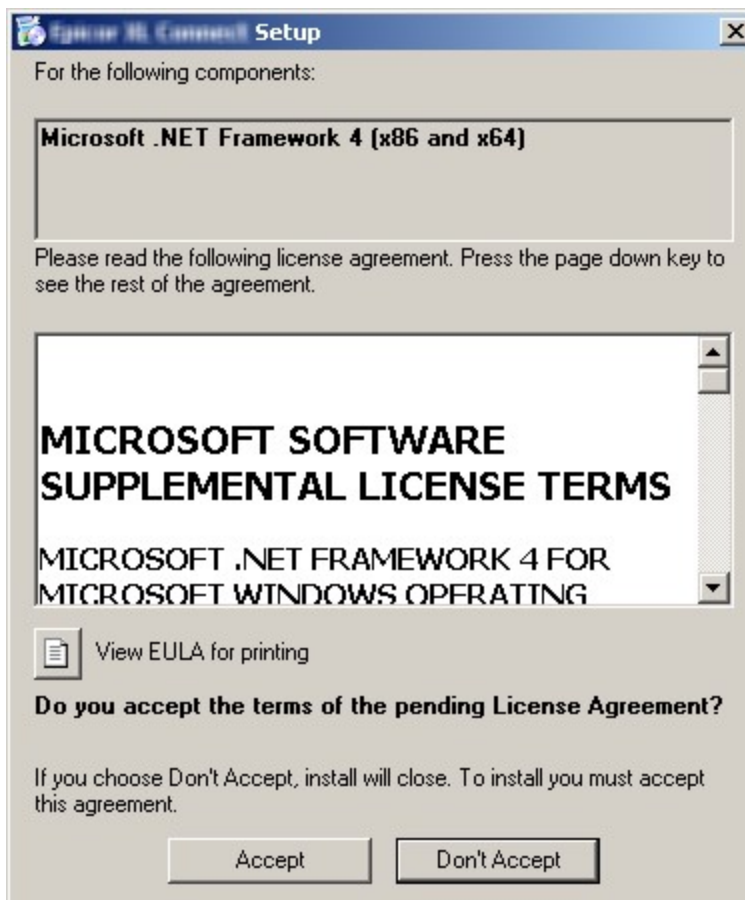 Setup
For the following components:
Microsoft .NET Framework 4 (x86 and x64)
Please read the following license agreement. Press the page down key to
see the rest of the agreement.
MICROSOFT SOFTWARE
SUPPLEMENTAL LICENSE TERMS
MICROSOFT .NET FRAMEWORK 4 FOR
MICROSOFT WINDOWS OPERATING
View EULA for printing
Do you accept the terms of the pending License Agreement?
If you choose Don't Accept, install will close. To install you must accept
this agreement.
Accept
Don't Accept